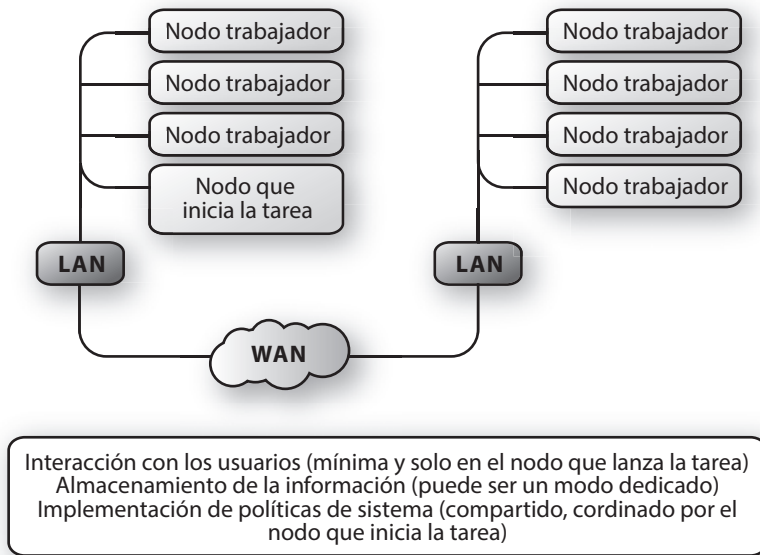 Nodo trabajador
Nodo trabajador
Nodo trabajador
Nodo que
inicia la tarea
LAN
Nodo trabajador
Nodo trabajador
Nodo trabajador
Nodo trabajador
LAN
WAN
Interacción con los usuarios (mínima y solo en el nodo que lanza la tarea)
Almacenamiento de la información (puede ser un modo dedicado)
Implementación de políticas de sistema (compartido, cordinado por el
nodo que inicia la tarea)